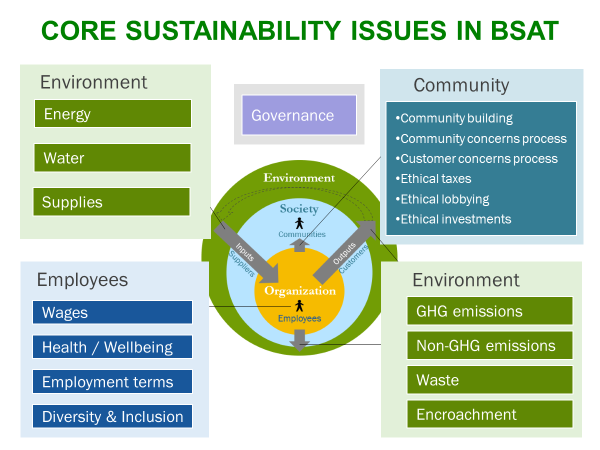 CORE SUSTAINABILITY ISSUES IN BSAT
Environment
Energy
Water
Supplies
Governance
Community
•Community building
•Community concerns process
•Customer concerns process
•Ethical taxes
•Ethical lobbying
•Ethical investments
Environment
Society
Communities
Inputs
Suppliers
Outputs
Customers
Organization
Employees
Employees
Wages
Health / Wellbeing
Employment terms
Diversity & Inclusion
Environment
GHG emissions
Non-GHG emissions
Waste
Encroachment